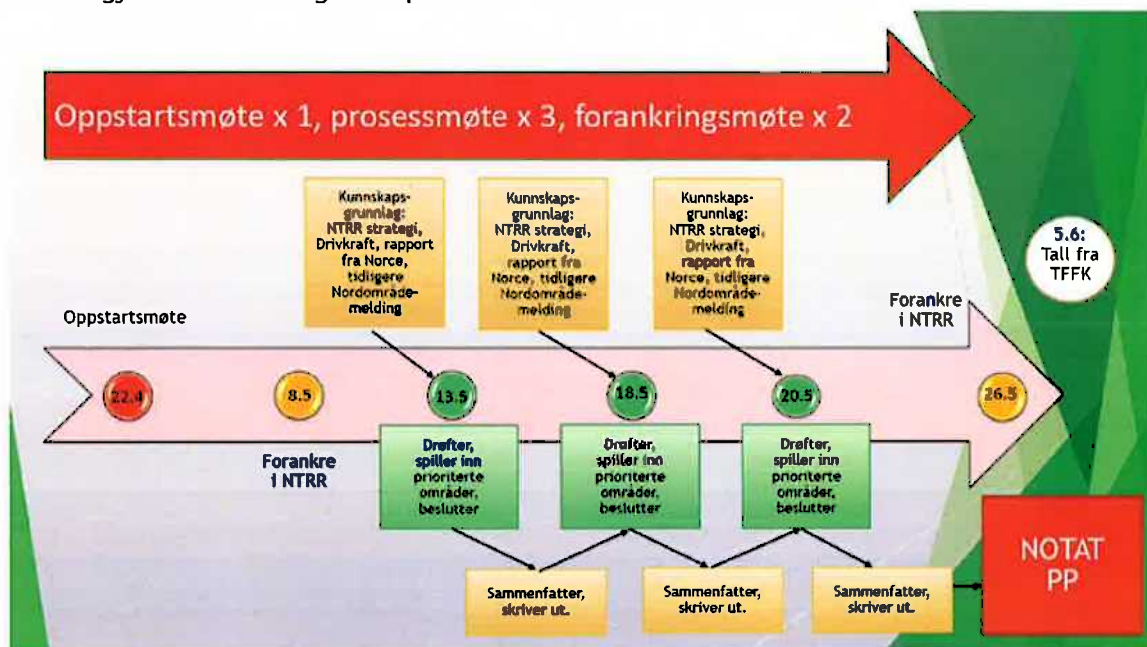 Oppstartsmøte x 1, prosessmøte x 3, forankringsmøte x 2
Kunnskaps-
grunnlag:
NTRR strategi,
Drivkraft, rapport
fra Norce,
tidligere
Nordområde-
melding
Kunnskaps-
grunnlag:
NTRR strategi,
Drivkraft,
rapport fra
Norce, tidligere
Nordområde-
melding
Kunnskaps-
grunnlag:
NTRR strategi,
Drivkraft,
rapport fra
Norce, tidligere
Nordområde-
melding
5.6:
Tall fra
TFFK
Oppstartsmøte
Forankre
i NTRR
22.4
8.5
13.5
18.5
20.5
26.5
Forankre
i NTRR
Drøfter,
spiller inn
prioriterte
områder,
beslutter
Drøfter,
spiller inn
prioriterte
områder,
beslutter
Drøfter,
spiller inn
prioriterte
områder,
beslutter
Sammenfatter,
skriver ut.
Sammenfatter,
skriver ut.
Sammenfatter,
skriver ut.
NOTAT
PP